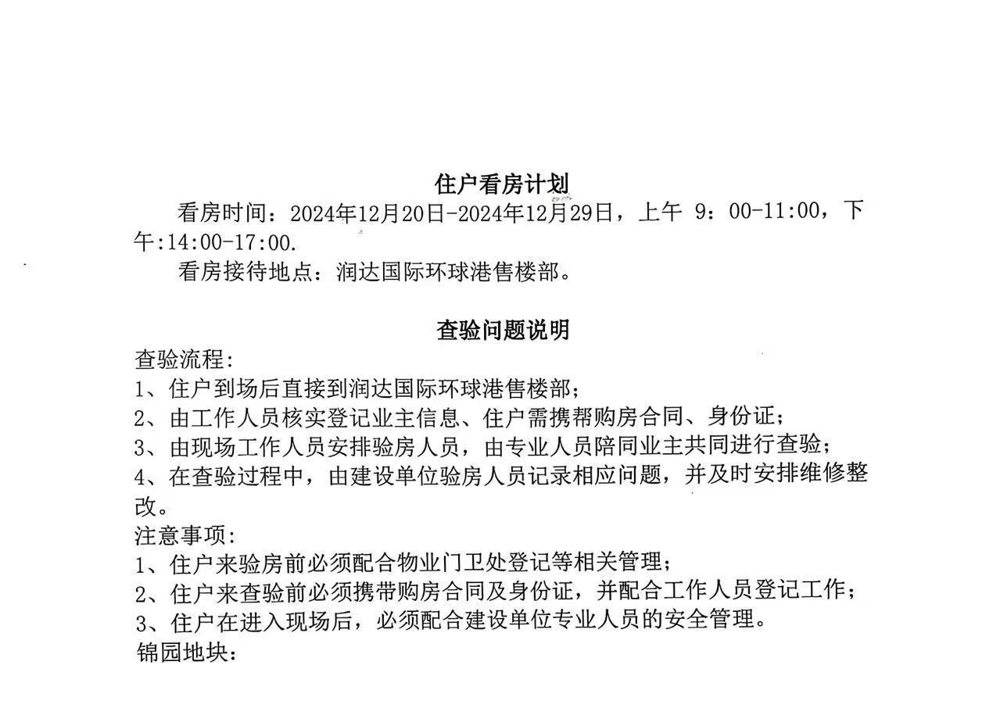 住户看房计划
看房时间：2024年12月20日-2024年12月29日，上午 9：00-11:00，下
午:14:00-17:00.
看房接待地点：润达国际环球港售楼部。
查验问题说明
查验流程:
1、住户到场后直接到润达国际环球港售楼部；
2、由工作人员核实登记业主信息、住户需携帮购房合同、身份证；
3、由现场工作人员安排验房人员，由专业人员陪同业主共同进行查验；
4、在查验过程中，由建设单位验房人员记录相应问题，并及时安排维修整
改。
注意事项:
1、住户来验房前必须配合物业门卫处登记等相关管理；
2、住户来查验前必须携带购房合同及身份证，并配合工作人员登记工作；
3、住户在进入现场后，必须配合建设单位专业人员的安全管理。
锦园地块：